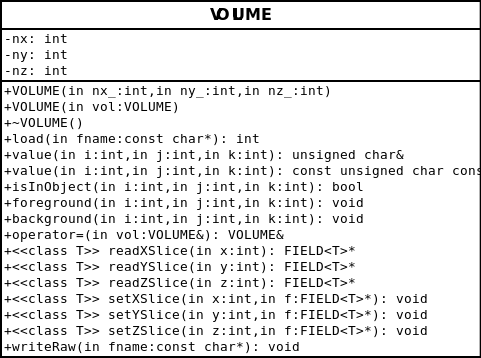 VOLUME
-nx: int
-ny: int
-nz: int
+VOLUME(in nx_:int,in ny_:int,in nz_:int)
+VOLUME(in vol:VOLUME)
+~VOLUME()
+load(in fname:const char*): int
+value(in i:int,in j:int,in k:int): unsigned char&
+value(in i:int,in j:int,in k:int): const unsigned char cons
+isInObject(in i:int,in j:int,in k:int): bool
+foreground(in i:int,in j:int,in k:int): void
+background(in i:int,in j:int,in k:int): void
+operator=(in vol:VOLUME&): VOLUME&
+<<class T>> readXSlice(in x:int): FIELD<T>*
+<<class T>> readYSlice(in y:int): FIELD<T>*
+<<class T>> readZSlice(in z:int): FIELD<T>*
+<<class T>> setXSlice(in x:int,in f:FIELD<T>*): void
+<<class T>> setYSlice(in y:int,in f:FIELD<T>*): void
+<<class T>> setZSlice(in z:int,in f:FIELD<T>*): void
+writeRaw(in fname:const char*): void